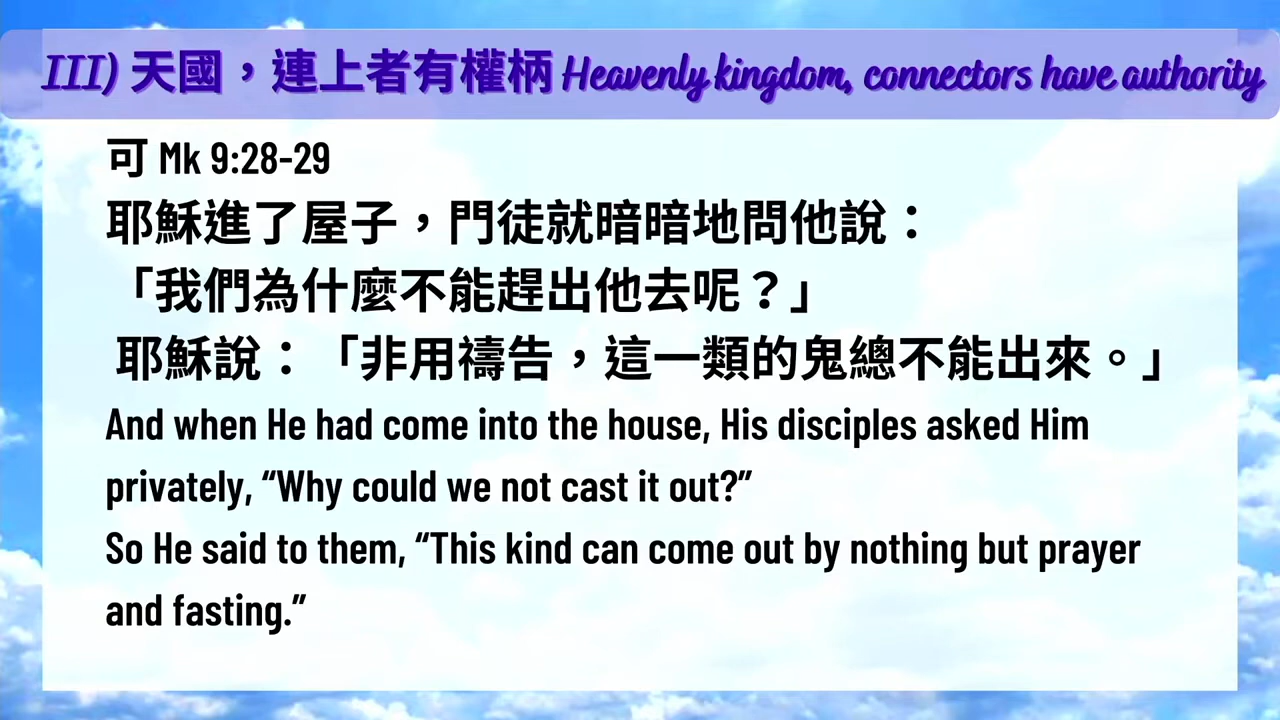 III) 天國，連上者有權柄 Heavenly kingdom, connectors have authority
可 Mk 9:28-29
耶穌進了屋子，門徒就暗暗地問他說：
「我們為什麼不能趕出他去呢？」
耶穌說：「非用禱告，這一類的鬼總不能出來。」
And when He had come into the house, His disciples asked Him
privately, “Why could we not cast it out?”
So He said to them, “This kind can come out by nothing but prayer
and fasting.”